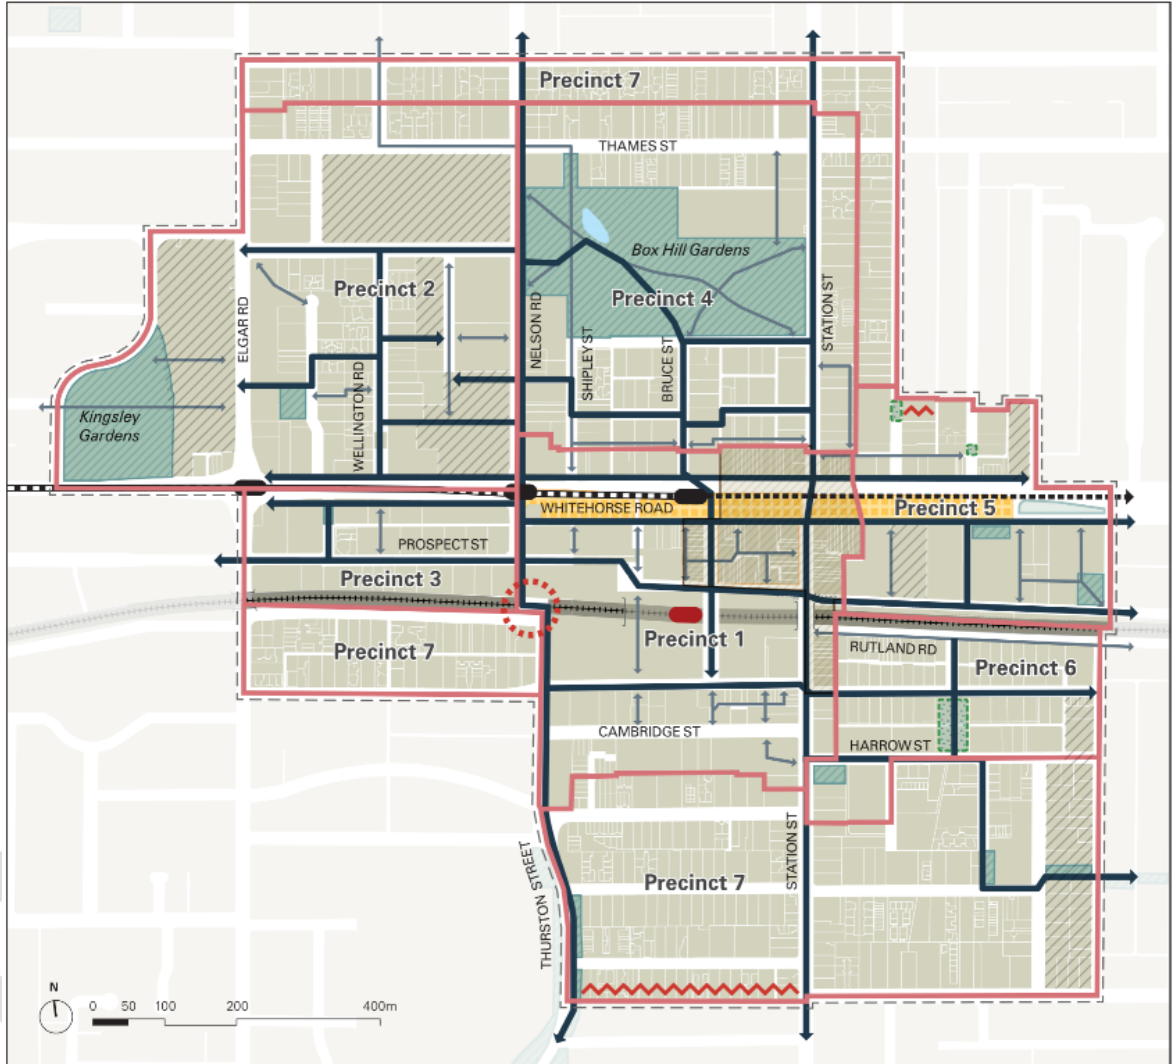 Precinct 7
THAMES ST
Box Hill Gardens
Precinct 2
Precinct 4
ELGAR RD
NELSON RD
STATION ST
SHIPLEY ST
BRUCE ST
WELLINGTON RD
Kingsley
Gardens
WHITEHORSE ROAD
Precinct 5
PROSPECT ST
Precinct 3
Precinct 1
RUTLAND RD
Precinct 7
Precinct 6
CAMBRIDGE ST
HARROW ST
THURSTON STREET
STATION ST
Precinct 7
N
0 50 100 200 400m